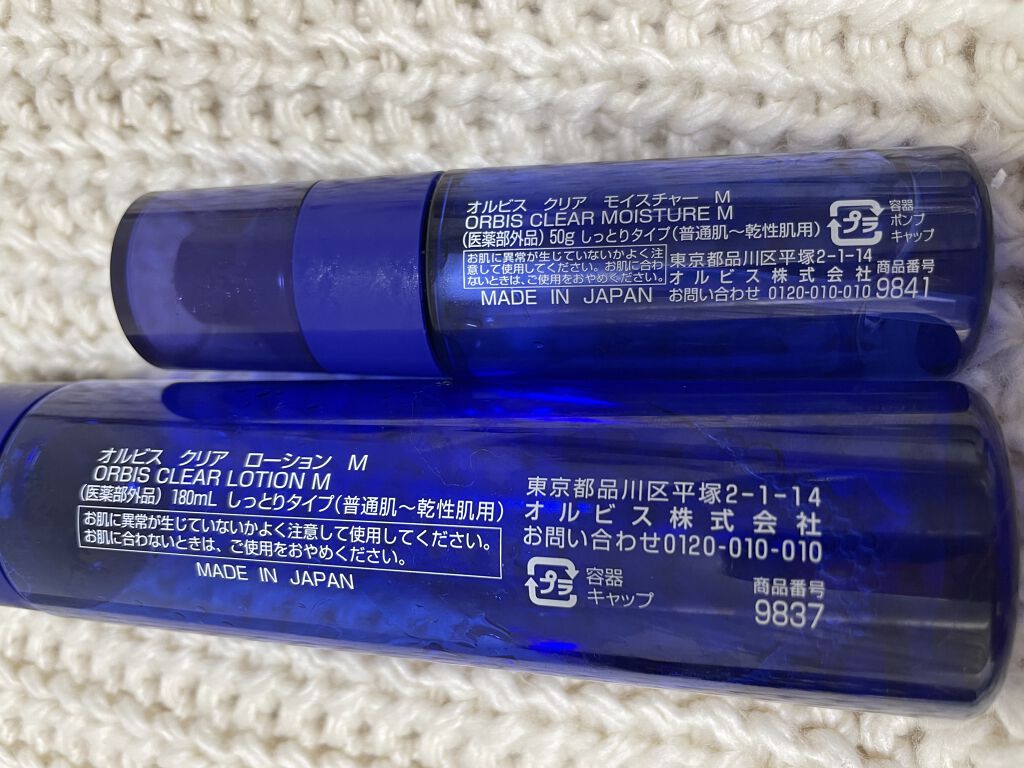 オルビス クリア モイスチャー M
ORBIS CLEAR MOISTURE M
(医薬部外品) 50g しっとりタイプ(普通肌〜乾性肌用)
お肌に異常が生じていないかよく注
意して使用してください。お肌に合わ
ないときは、ご使用をおやめください。
MADE IN JAPAN
東京都品川区平塚2-1-14
オルビス株式会社
お問い合わせ 0120-010-010
プラ
容器
ポンプ
キャップ
商品番号
9841
オルビス クリア ローション M
ORBIS CLEAR LOTION M
(医薬部外品) 180mL しっとりタイプ(普通肌〜乾性肌用)
お肌に異常が生じていないかよく注意して使用してください。
お肌に合わないときは、ご使用をおやめください。
MADE IN JAPAN
東京都品川区平塚2-1-14
オルビス株式会社
お問い合わせ0120-010-010
プラ
容器
キャップ
商品番号
9837